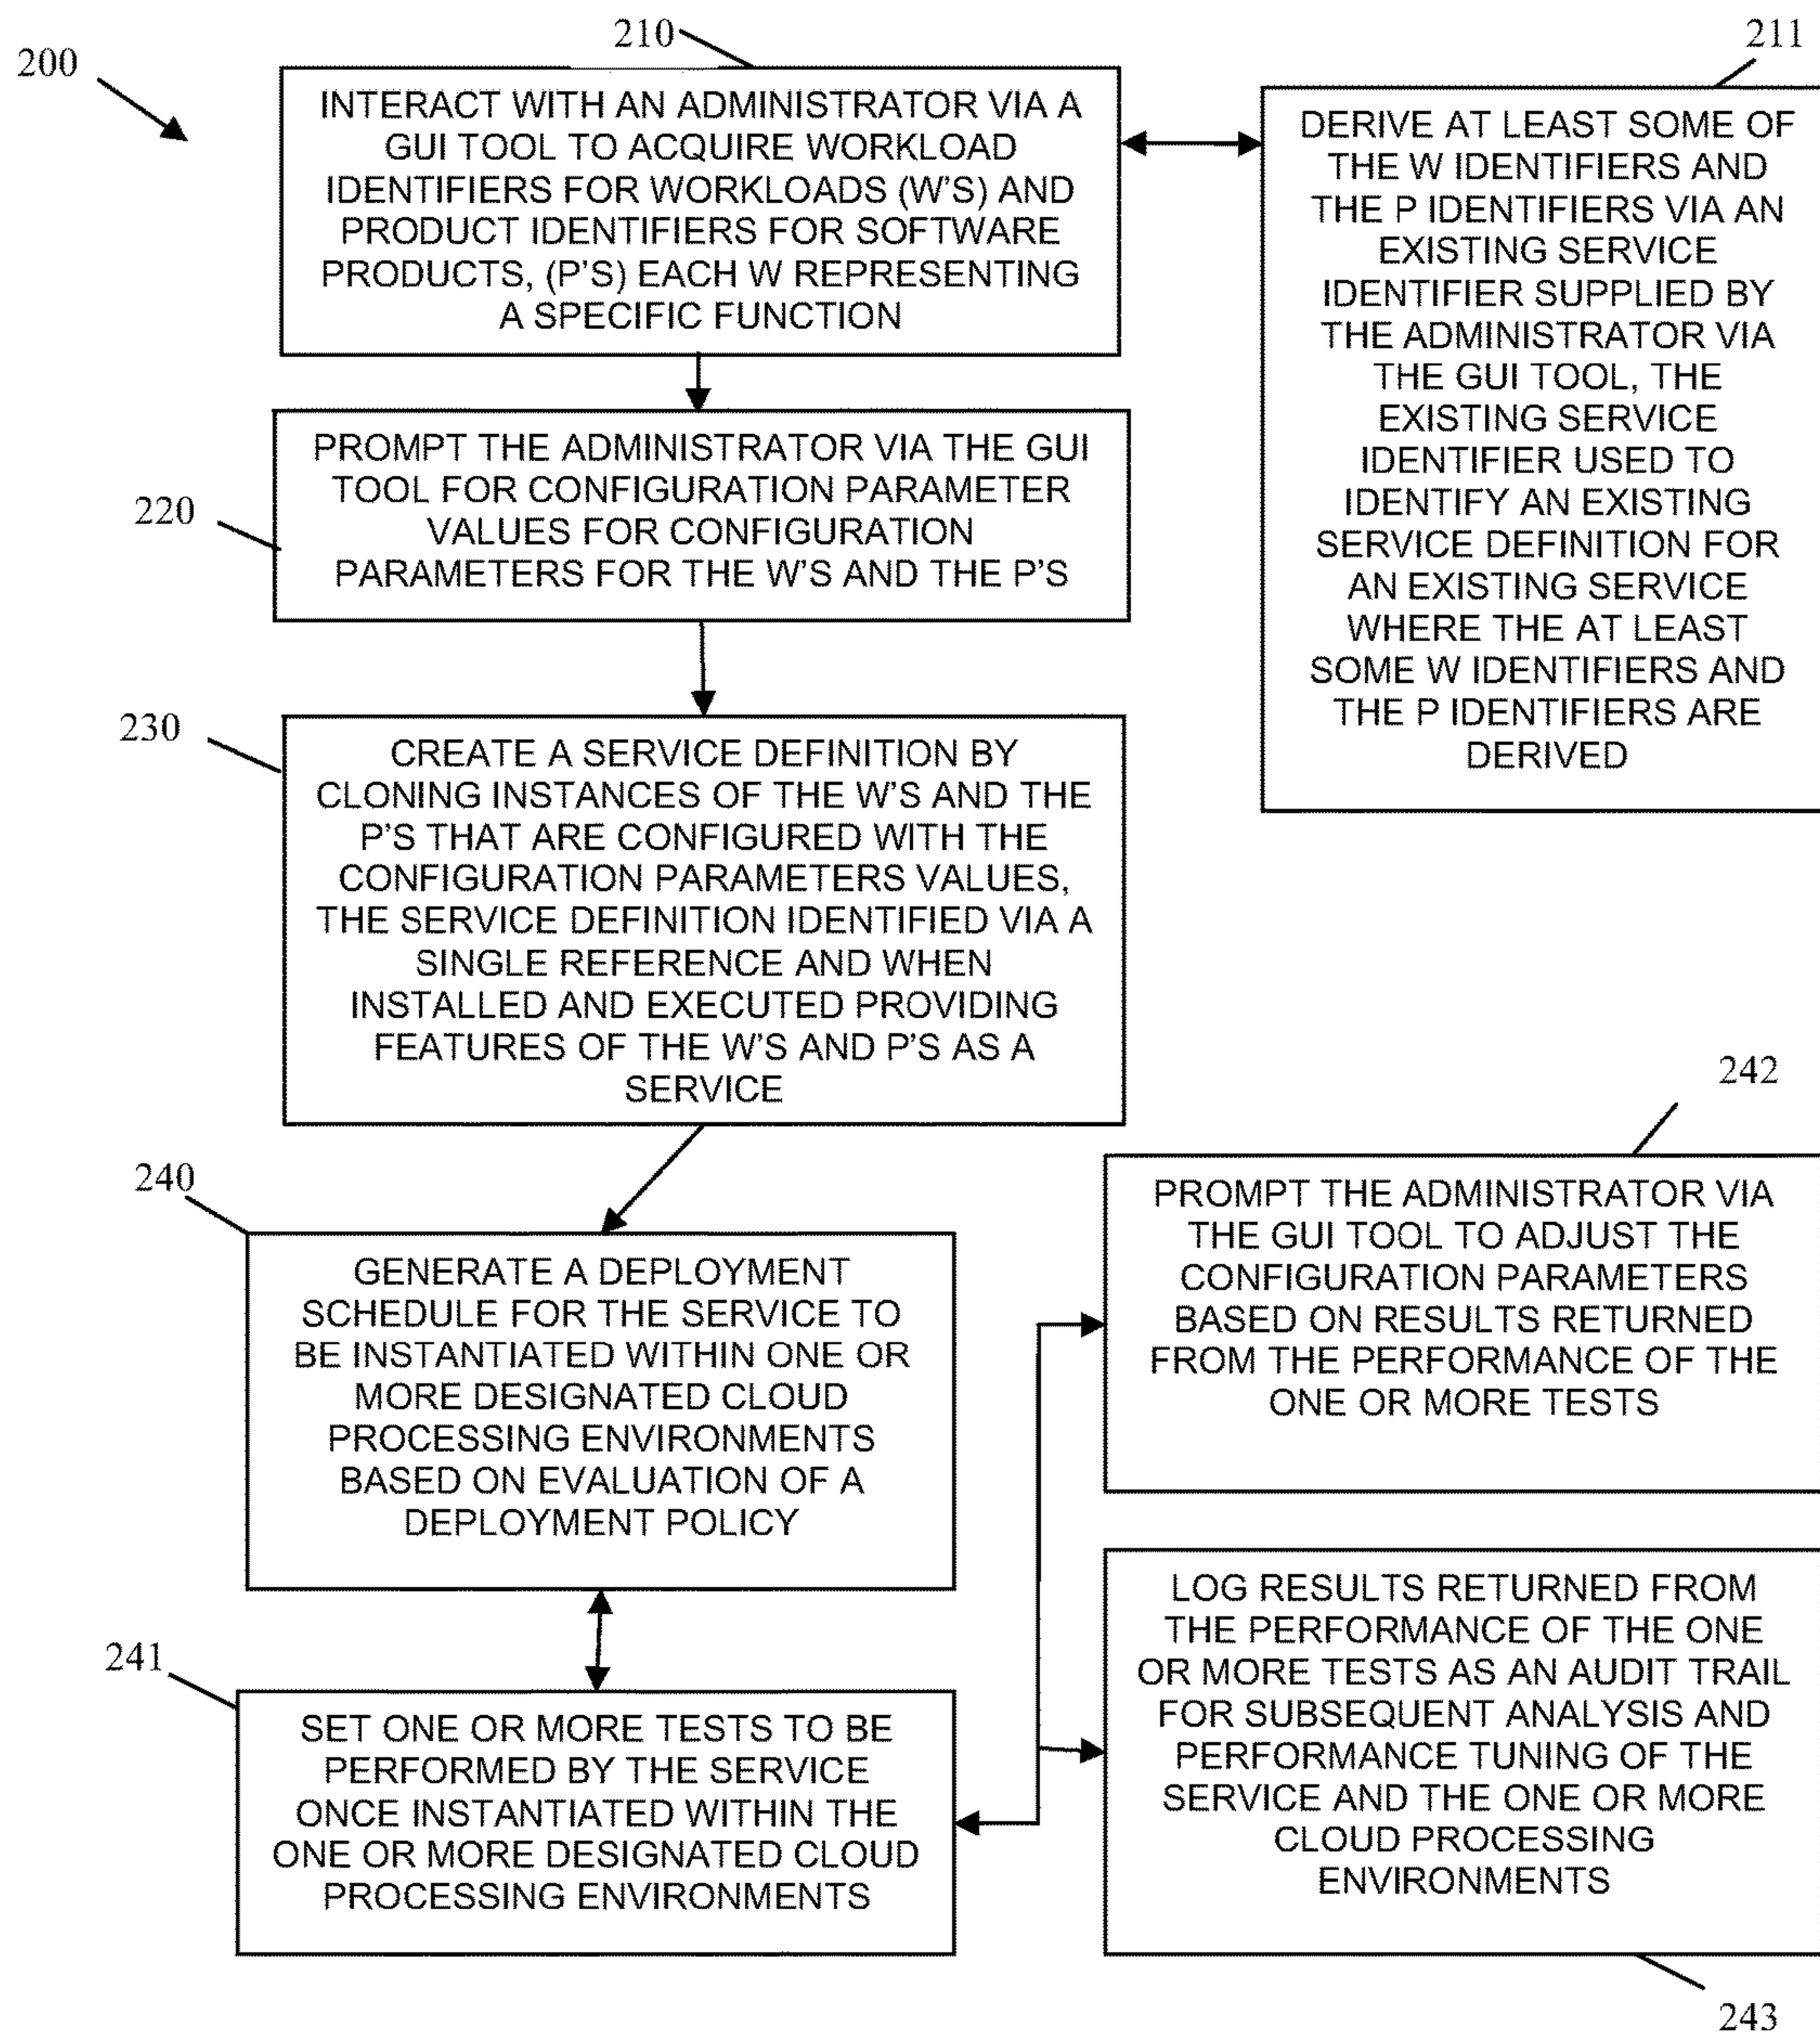 200
210
INTERACT WITH AN ADMINISTRATOR VIA A
GUI TOOL TO ACQUIRE WORKLOAD
IDENTIFIERS FOR WORKLOADS (W'S) AND
PRODUCT IDENTIFIERS FOR SOFTWARE
PRODUCTS, (P'S) EACH W REPRESENTING
A SPECIFIC FUNCTION
211
DERIVE AT LEAST SOME OF
THE W IDENTIFIERS AND
THE P IDENTIFIERS VIA AN
EXISTING SERVICE
IDENTIFIER SUPPLIED BY
THE ADMINISTRATOR VIA
THE GUI TOOL, THE
EXISTING SERVICE
IDENTIFIER USED TO
IDENTIFY AN EXISTING
SERVICE DEFINITION FOR
AN EXISTING SERVICE
WHERE THE AT LEAST
SOME W IDENTIFIERS AND
THE P IDENTIFIERS ARE
DERIVED
220
PROMPT THE ADMINISTRATOR VIA THE GUI
TOOL FOR CONFIGURATION PARAMETER
VALUES FOR CONFIGURATION
PARAMETERS FOR THE W'S AND THE P'S
230
CREATE A SERVICE DEFINITION BY
CLONING INSTANCES OF THE W'S AND THE
P'S THAT ARE CONFIGURED WITH THE
CONFIGURATION PARAMETERS VALUES,
THE SERVICE DEFINITION IDENTIFIED VIA A
SINGLE REFERENCE AND WHEN
INSTALLED AND EXECUTED PROVIDING
FEATURES OF THE W'S AND P'S AS A
SERVICE
240
GENERATE A DEPLOYMENT
SCHEDULE FOR THE SERVICE TO
BE INSTANTIATED WITHIN ONE OR
MORE DESIGNATED CLOUD
PROCESSING ENVIRONMENTS
BASED ON EVALUATION OF A
DEPLOYMENT POLICY
241
SET ONE OR MORE TESTS TO BE
PERFORMED BY THE SERVICE
ONCE INSTANTIATED WITHIN THE
ONE OR MORE DESIGNATED CLOUD
PROCESSING ENVIRONMENTS
242
PROMPT THE ADMINISTRATOR VIA
THE GUI TOOL TO ADJUST THE
CONFIGURATION PARAMETERS
BASED ON RESULTS RETURNED
FROM THE PERFORMANCE OF THE
ONE OR MORE TESTS
LOG RESULTS RETURNED FROM
THE PERFORMANCE OF THE ONE
OR MORE TESTS AS AN AUDIT TRAIL
FOR SUBSEQUENT ANALYSIS AND
PERFORMANCE TUNING OF THE
SERVICE AND THE ONE OR MORE
CLOUD PROCESSING
ENVIRONMENTS
243